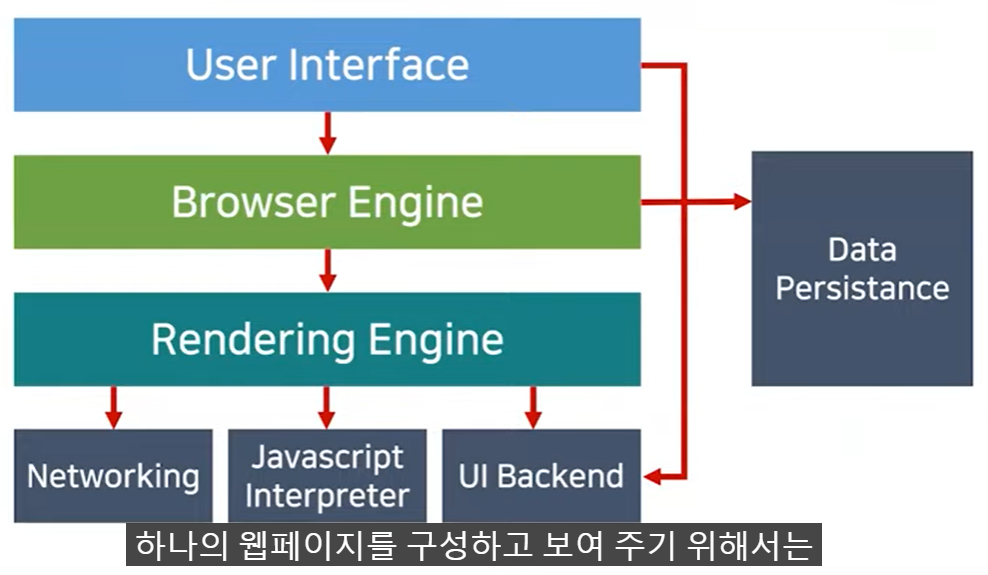 User Interface
Browser Engine
Data
Persistance
Rendering Engine
Networking
Javascript
Interpreter
UI Backend
하나의 웹페이지를 구성하고 보여 주기 위해서는